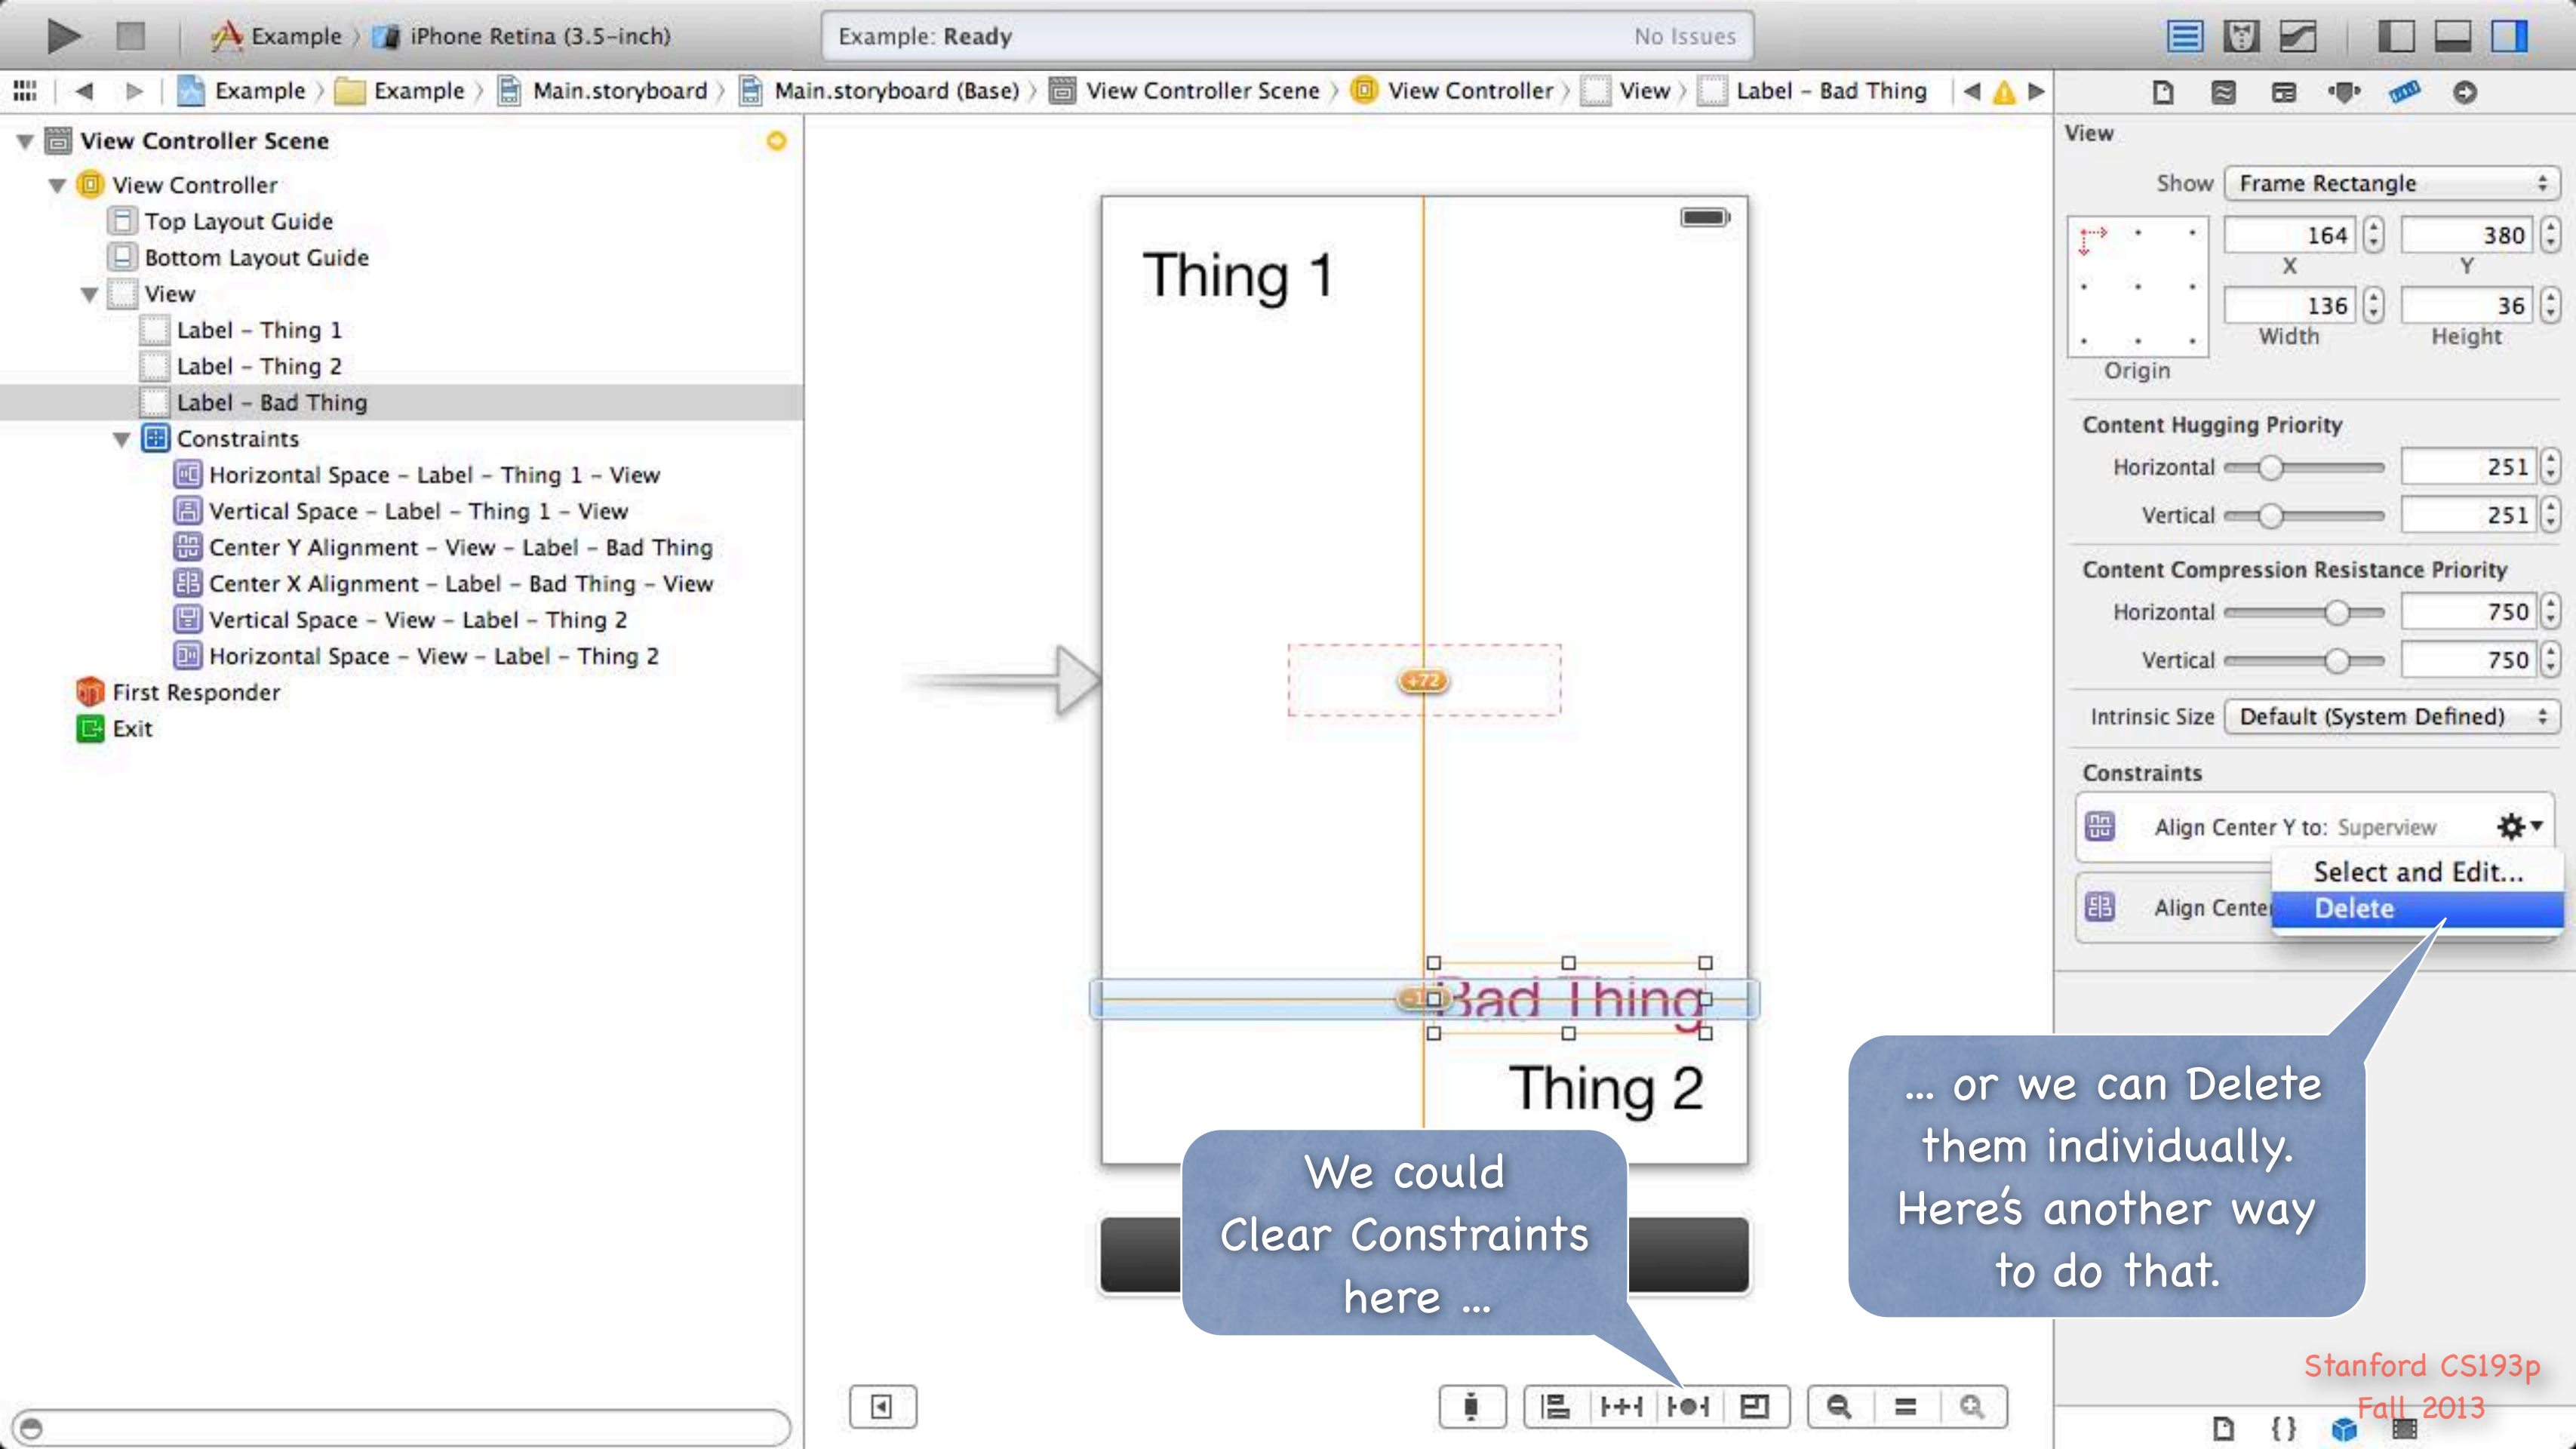 Example
iPhone Retina (3.5-inch)
Example: Ready
No Issues
Example
Example
Main.storyboard
Main.storyboard (Base)
View Controller Scene
View Controller
View
Label - Bad Thing
View Controller Scene
View Controller
Top Layout Guide
Bottom Layout Guide
View
Label - Thing 1
Label - Thing 2
Label - Bad Thing
Constraints
Horizontal Space - Label - Thing 1 - View
Vertical Space - Label - Thing 1 - View
Center Y Alignment - View - Label - Bad Thing
Center X Alignment - Label - Bad Thing - View
Vertical Space - View - Label - Thing 2
Horizontal Space - View - Label - Thing 2
First Responder
Exit
Thing 1
+72
Bad Thing
Thing 2
We could
Clear Constraints
here ...
View
Show Frame Rectangle
164 380
X Y
136 36
Width Height
Origin
Content Hugging Priority
Horizontal 251
Vertical 251
Content Compression Resistance Priority
Horizontal 750
Vertical 750
Intrinsic Size Default (System Defined)
Constraints
Align Center Y to: Superview
Select and Edit...
Align Cente
Delete
... or we can Delete
them individually.
Here's another way
to do that.
Stanford CS193p
Fall 2013